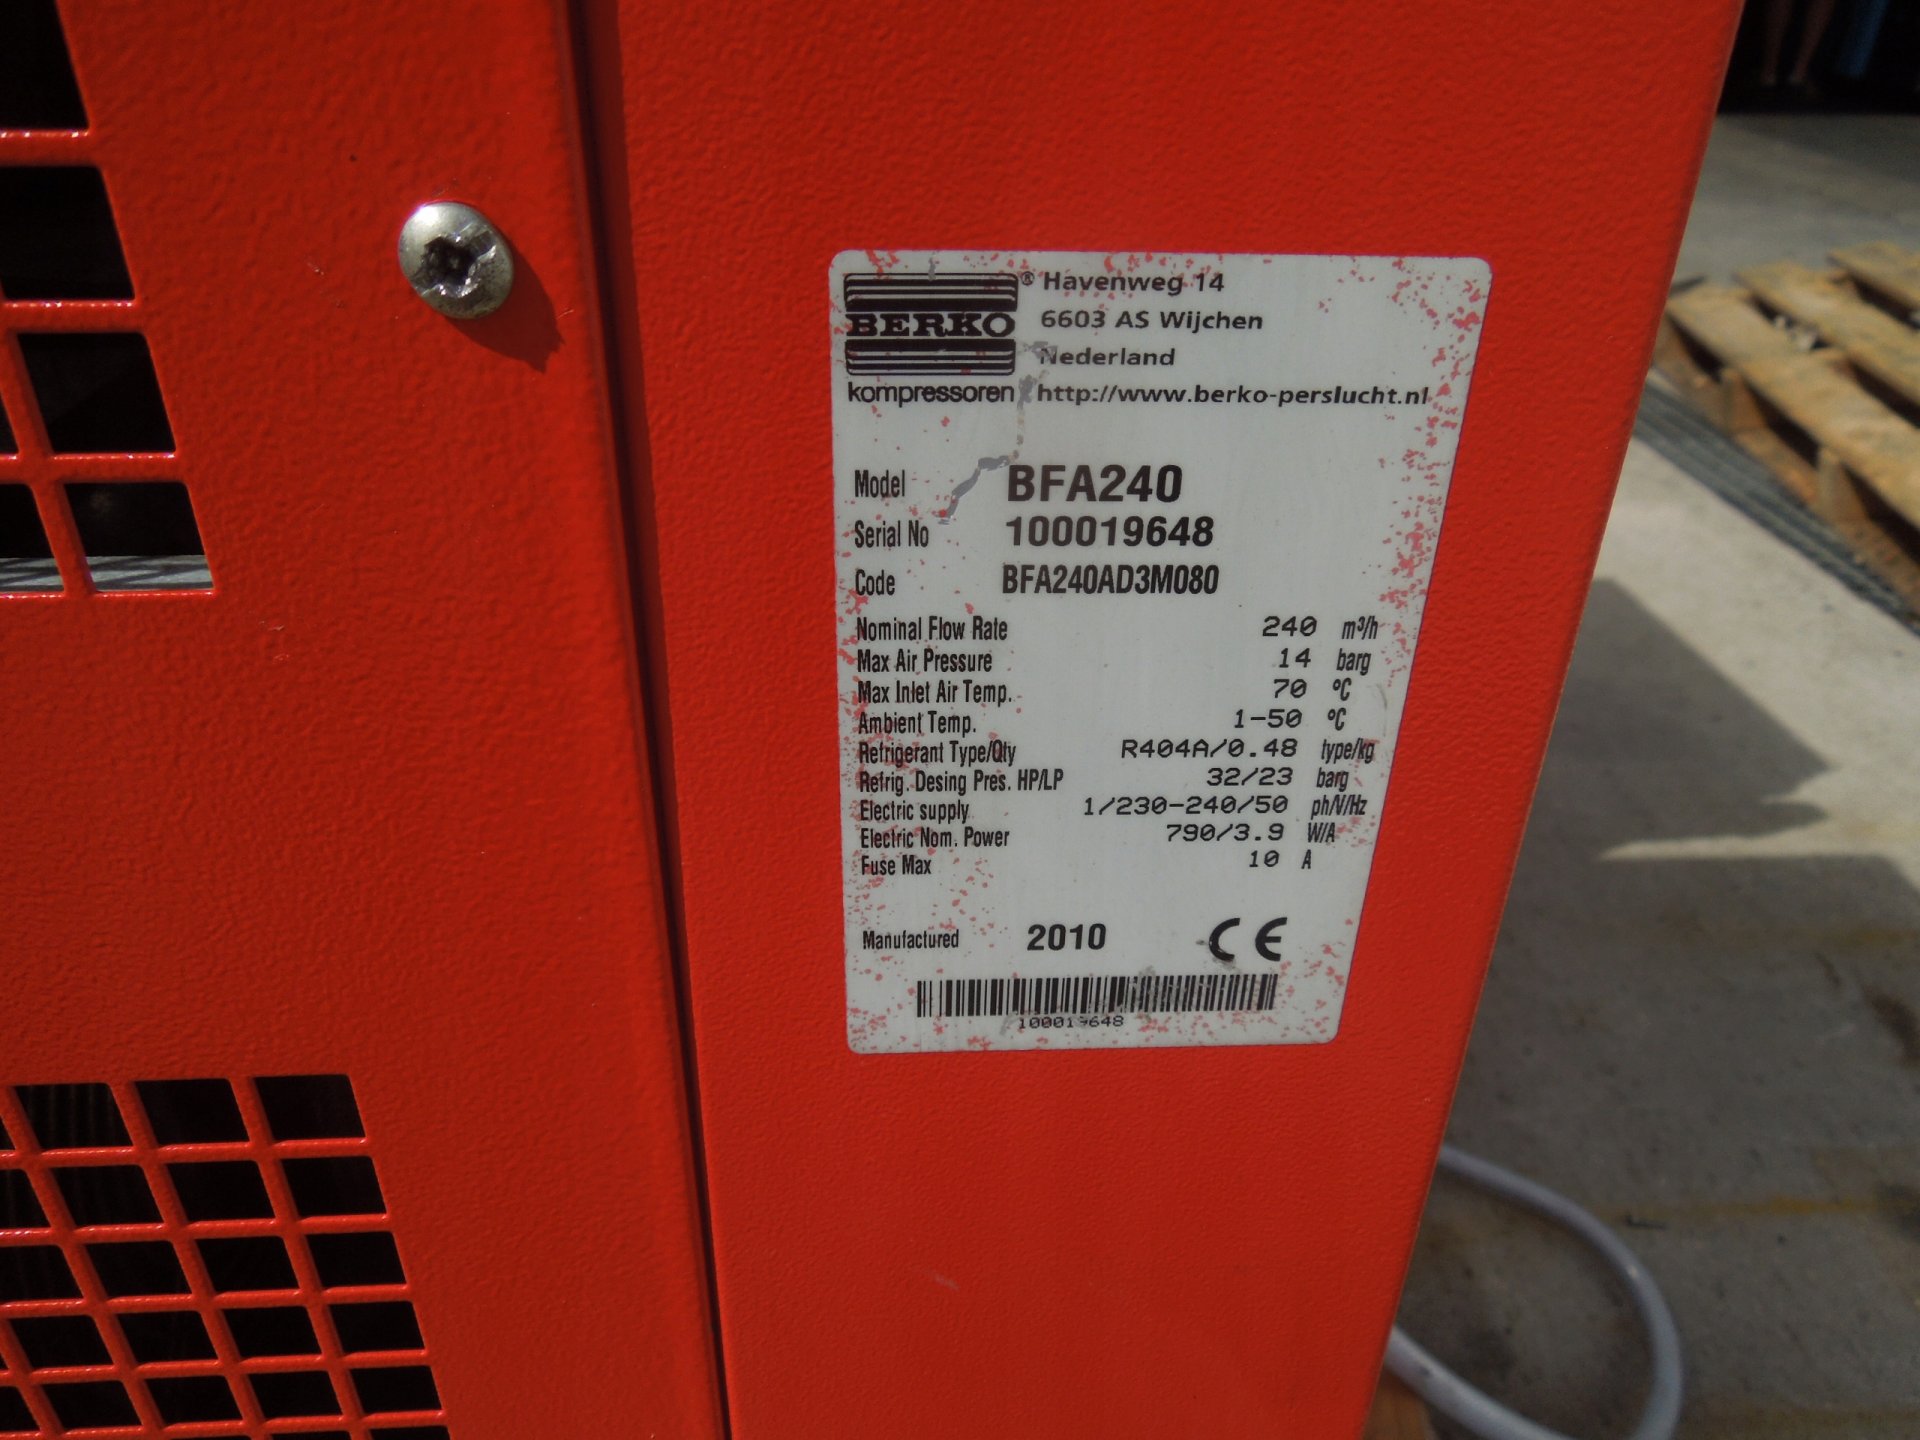 BERKO ® Havenweg 14
6603 AS Wijchen
Nederland
kompressoren http://www.berko-perslucht.nl
Model BFA240
Serial No 100019648
Code BFA240AD3M080
Nominal Flow Rate 240 m³/h
Max Air Pressure 14 barg
Max Inlet Air Temp. 70 °C
Ambient Temp. 1-50 °C
Refrigerant Type/Qty R404A/0.48 type/kg
Refrig. Desing Pres. HP/LP 32/23 barg
Electric supply 1/230-240/50 ph/V/Hz
Electric Nom. Power 790/3.9 W/A
Fuse Max 10 A
Manufactured 2010 CE
100019648